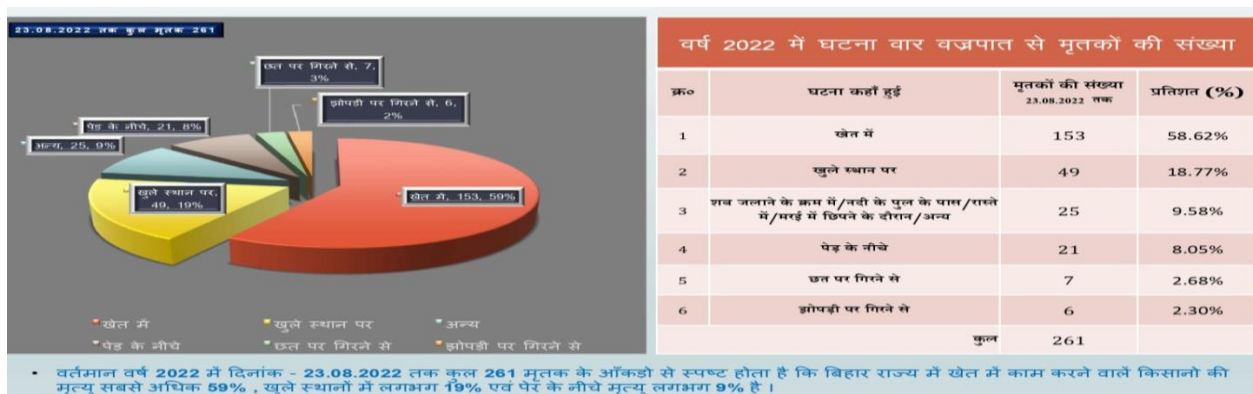 23.08.2022 तक कुल मृतक 261
छत पर गिरने से, 7,
3%
झोपडी पर गिरने से, 6,
2%
पेड के नीचे, 21, 8%
अन्य, 25, 9%
खुले स्थान पर,
49, 19%
खेत में, 153, 59%
खेत में
खुले स्थान पर
अन्य
पेड के नीचे
छत पर गिरने से
झोपडी पर गिरने से
वर्ष 2022 में घटना वार वज्रपात से मृतकों की संख्या
क्र० घटना कहाँ हुई मृतकों की संख्या 23.08.2022 तक प्रतिशत (%)
1 खेत में 153 58.62%
2 खुले स्थान पर 49 18.77%
3 शब जलाने के क्रम में/नदी के पुल के पास/रास्ते
में/मरई में छिपने के दौरान/अन्य 25 9.58%
4 पेड़ के नीचे 21 8.05%
5 छत पर गिरने से 7 2.68%
6 झोपड़ी पर गिरने से 6 2.30%
कुल 261
• वर्तमान वर्ष 2022 में दिनांक - 23.08.2022 तक कुल 261 मृतक के आँकडो से स्पष्ट होता है कि बिहार राज्य में खेत में काम करने वालें किसानो की
मृत्यु सबसे अधिक 59% , खुले स्थानों में लगभग 19% एवं पेर के नीचे मृत्यु लगभग 9% है ।